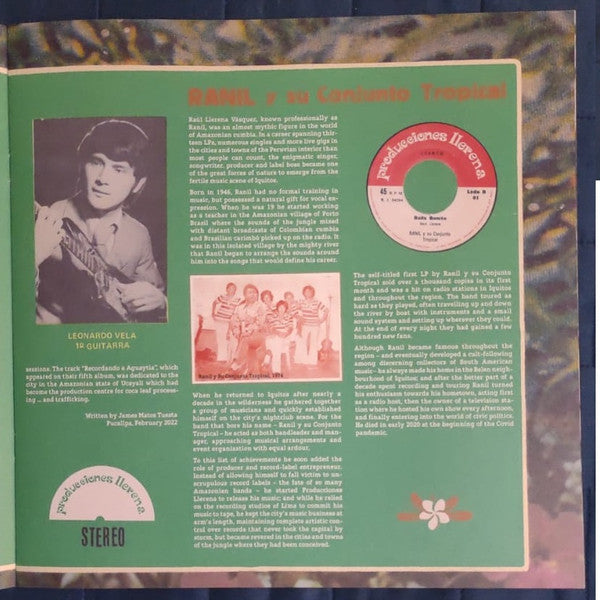 RANIL y su Conjunto Tropical
LEONARDO VELA
1ª GUITARRA
sessions. The track "Recordando a Aguaytia", which
appeared on their fifth album, was dedicated to the
city in the Amazonian state of Ucayali which had
become the production centre for coca leaf process-
ing ... and trafficking.
Written by James Matos Tuesta
Pucallpa, February 2022
producciones llerena
STEREO
Raúl Llerena Vásquez, known professionally as
Ranil, was an almost mythic figure in the world
of Amazonian cumbia. In a career spanning thir-
teen LPs, numerous singles and more live gigs in
the cities and towns of the Peruvian interior than
most people can count, the enigmatic singer,
songwriter, producer and label boss became one
of the great forces of nature to emerge from the
fertile music scene of Iquitos.
Born in 1946, Ranil had no formal training in
music, but possessed a natural gift for vocal ex-
pression. When he was 19 he started working
as a teacher in the Amazonian village of Porto
Brasil where the sounds of the jungle mixed
with distant broadcasts of Colombian cumbia
and Brasilian carimbó picked up on the radio. It
was in this isolated village by the mighty river
that Ranil began to arrange the sounds around
him into the songs that would define his career.
Ranil y Su Conjunto Tropical, 1974
When he returned to Iquitos after nearly a
decade in the wilderness he gathered together
a group of musicians and quickly established
himself on the city's nightclub scene. For the
band that bore his name – Ranil y su Conjunto
Tropical – he acted as both bandleader and man-
ager, approaching musical arrangements and
event organisation with equal ardour.
To this list of achievements he soon added the
role of producer and record-label entrepreneur.
Instead of allowing himself to fall victim to un-
scrupulous record labels – the fate of so many
Amazonian bands – he started Producciones
Llerena to release his music; and while he relied
on the recording studios of Lima to commit his
music to tape, he kept the city's music business at
arm's length, maintaining complete artistic con-
trol over records that never took the capital by
storm, but became revered in the cities and towns
of the jungle where they had been conceived.
producciones llerena
45 R P M
Lado B
01
Baila Bonito
RANIL y su Conjunto
Tropical
The self-titled first LP by Ranil y su Conjunto
Tropical sold over a thousand copies in its first
month and was a hit on radio stations in Iquitos
and throughout the region. The band toured as
hard as they played, often travelling up and down
the river by boat with instruments and a small
sound system and setting up wherever they could.
At the end of every night they had gained a few
hundred new fans.
Although Ranil became famous throughout the
region – and eventually developed a cult-following
among discerning collectors of South American
music – he always made his home in the Belen neigh-
bourhood of Iquitos; and after the better part of a
decade spent recording and touring Ranil turned
his enthusiasm towards his hometown, acting first
as a radio host, then the owner of a television sta-
tion where he hosted his own show every afternoon,
and finally entering into the world of civic politics.
He died in early 2020 at the beginning of the Covid
pandemic.